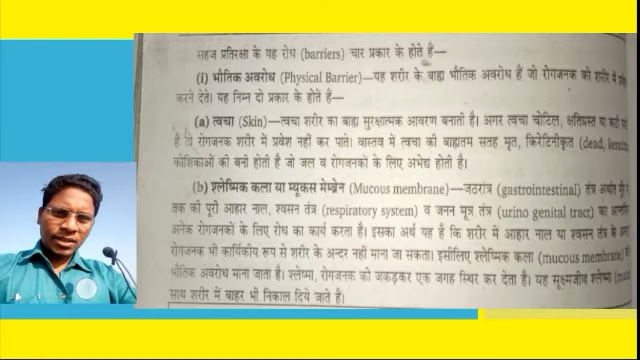 सहज प्रतिरक्षा के यह रोध (barriers) चार प्रकार के होते हैं—
(i) भौतिक अवरोध (Physical Barrier)—यह शरीर के बाह्य भौतिक अवरोध हैं जो रोगजनक को शरीर में
करने देते। यह निम्न दो प्रकार के होते हैं—
(a) त्वचा (Skin)—त्वचा शरीर का बाह्य सुरक्षात्मक आवरण बनाती है। अगर त्वचा चोटिल, क्षतिग्रस्त या कटी
है तो रोगजनक शरीर में प्रवेश नहीं कर पाते। वास्तव में त्वचा की बाह्यतम सतह मृत, किरेटिनीकृत (dead,
कोशिकाओं की बनी होती है जो जल व रोगजनकों के लिए अभेद्य होती है।
(b) श्लेष्मिक कला या म्यूकस मेम्ब्रेन (Mucous membrane)—जठरांत्र (gastrointestinal) तंत्र अर्थात
तक की पूरी आहार नाल, श्वसन तंत्र (respiratory system) व जनन मूत्र तंत्र (urino genital tract) का
अनेक रोगजनकों के लिए रोध का कार्य करता है। इसका अर्थ यह है कि शरीर में आहार नाल या श्वसन तंत्र के
रोगजनक भी कार्यिकीय रूप से शरीर के अन्दर नहीं माना जा सकता। इसीलिए श्लेष्मिक कला (mucous membrane)
भौतिक अवरोध माना जाता है। श्लेष्मा, रोगजनक को जकड़कर एक जगह स्थिर कर देता है। यह सूक्ष्मजीव श्लेष्मा
साथ शरीर में बाहर भी निकाल दिये जाते हैं।